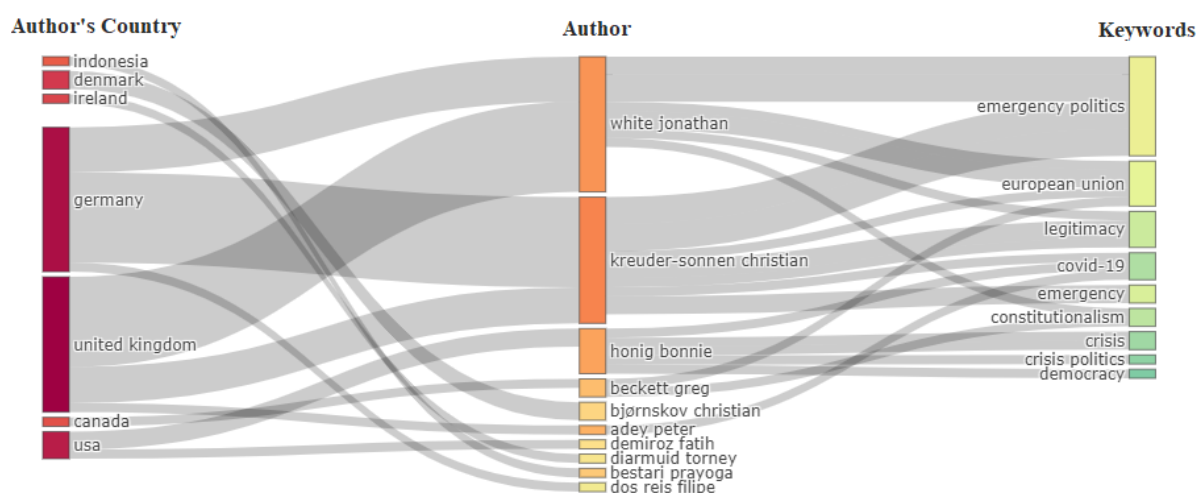 Author's Country
Author
Keywords
indonesia
denmark
ireland
germany
united kingdom
canada
usa
white jonathan
kreuder-sonnen christian
honig bonnie
beckett greg
bjørnskov christian
adey peter
demiroz fatih
diarmuid torney
bestari prayoga
dos reis filipe
emergency politics
european union
legitimacy
covid-19
emergency
constitutionalism
crisis
crisis politics
democracy